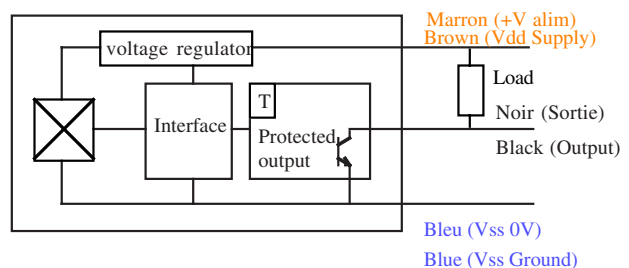 Marron (+V alim)
Brown (Vdd Supply)
voltage regulator
Load
T
Noir (Sortie)
Interface
Protected
output
Black (Output)
Bleu (Vss 0V)
Blue (Vss Ground)